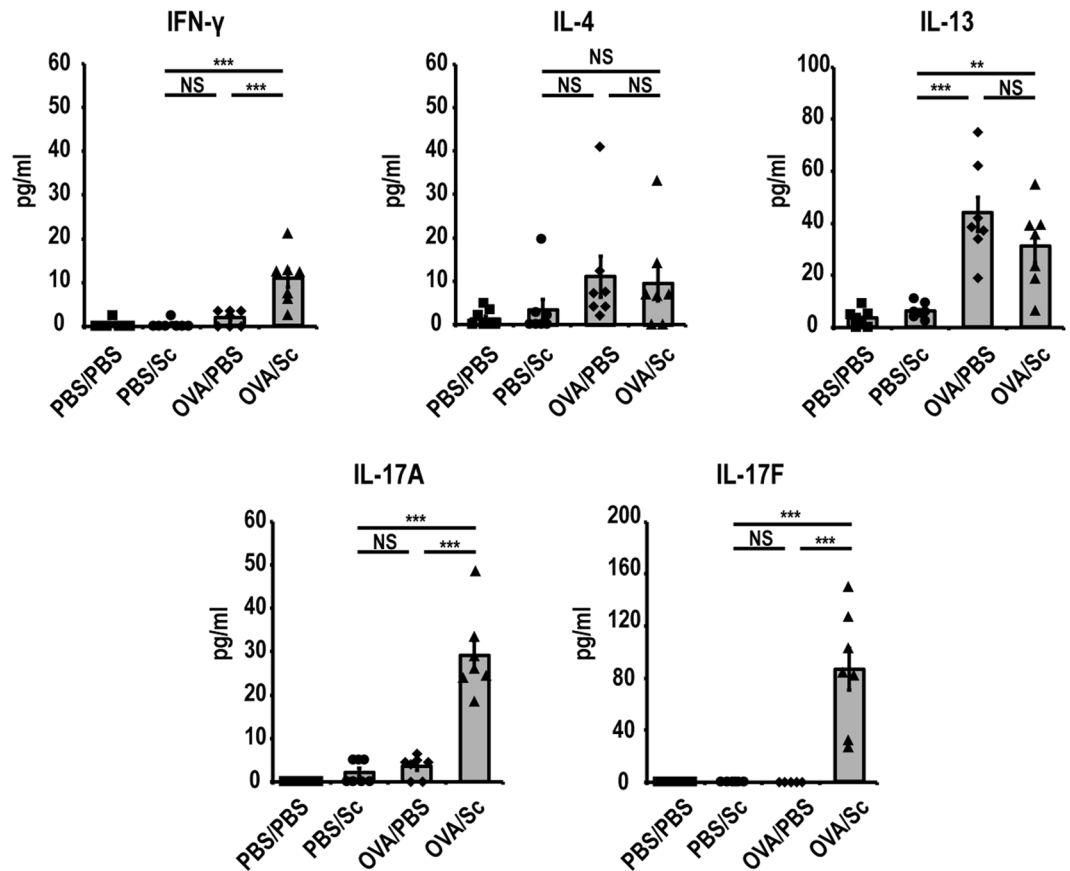 IFN-γ
60
50
40
30
20
10
0
pg/ml
***
NS
***
PBS/PBS
PBS/Sc
OVA/PBS
OVA/Sc
IL-4
60
50
40
30
20
10
0
pg/ml
NS
NS
NS
PBS/PBS
PBS/Sc
OVA/PBS
OVA/Sc
IL-13
100
80
60
40
20
0
pg/ml
**
***
NS
PBS/PBS
PBS/Sc
OVA/PBS
OVA/Sc
IL-17A
60
50
40
30
20
10
0
pg/ml
***
NS
***
PBS/PBS
PBS/Sc
OVA/PBS
OVA/Sc
IL-17F
200
160
120
80
40
0
pg/ml
***
NS
***
PBS/PBS
PBS/Sc
OVA/PBS
OVA/Sc